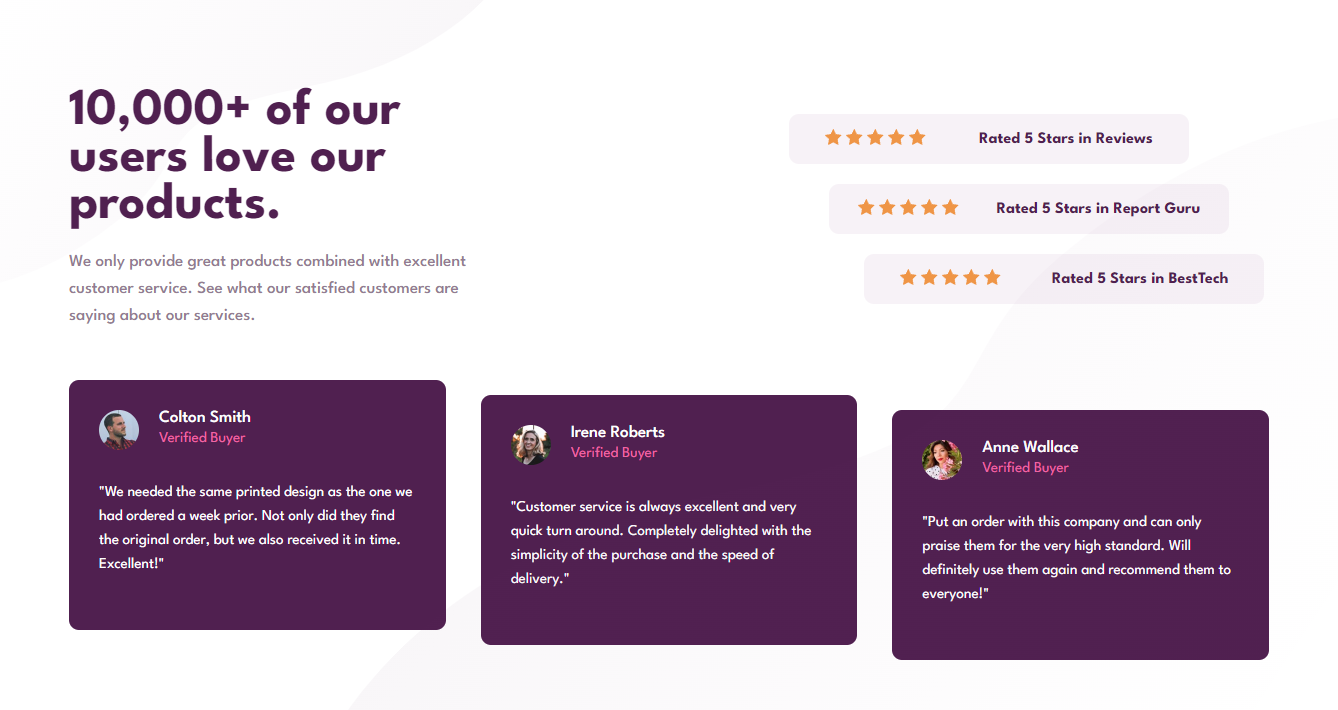 10,000+ of our
users love our
products.
We only provide great products combined with excellent
customer service. See what our satisfied customers are
saying about our services.
Rated 5 Stars in Reviews
Rated 5 Stars in Report Guru
Rated 5 Stars in BestTech
Colton Smith
Verified Buyer
"We needed the same printed design as the one we
had ordered a week prior. Not only did they find
the original order, but we also received it in time.
Excellent!"
Irene Roberts
Verified Buyer
"Customer service is always excellent and very
quick turn around. Completely delighted with the
simplicity of the purchase and the speed of
delivery."
Anne Wallace
Verified Buyer
"Put an order with this company and can only
praise them for the very high standard. Will
definitely use them again and recommend them to
everyone!"